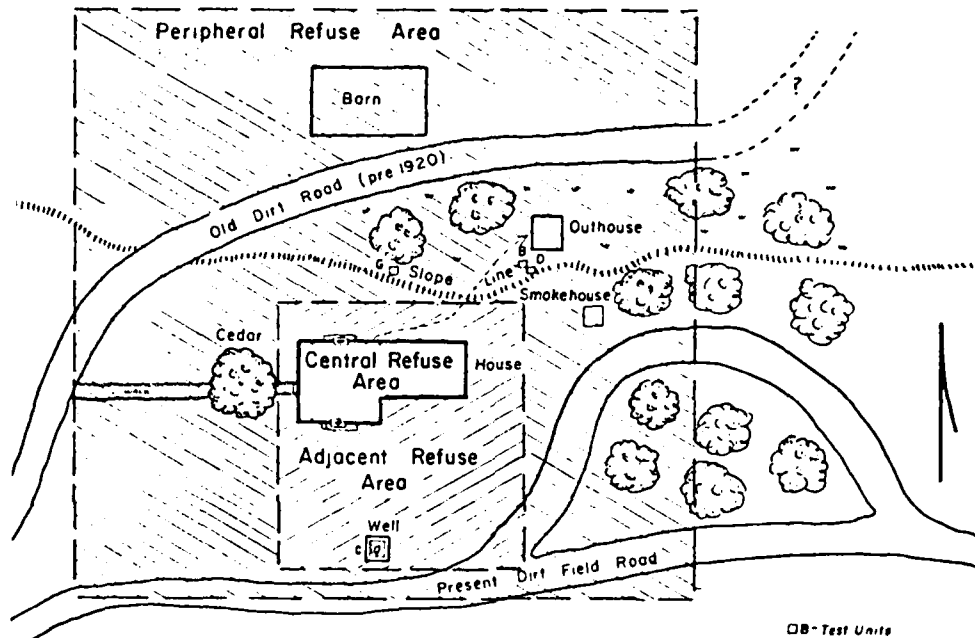 Peripheral Refuse Area
Barn
?
Old Dirt Road (pre 1920)
Outhouse
B
D
G
Slope
Line
Smokehouse
Cedar
Central Refuse
Area
House
WALK
Adjacent Refuse
Area
Well
C
Present Dirt Field Road
B-Test Units